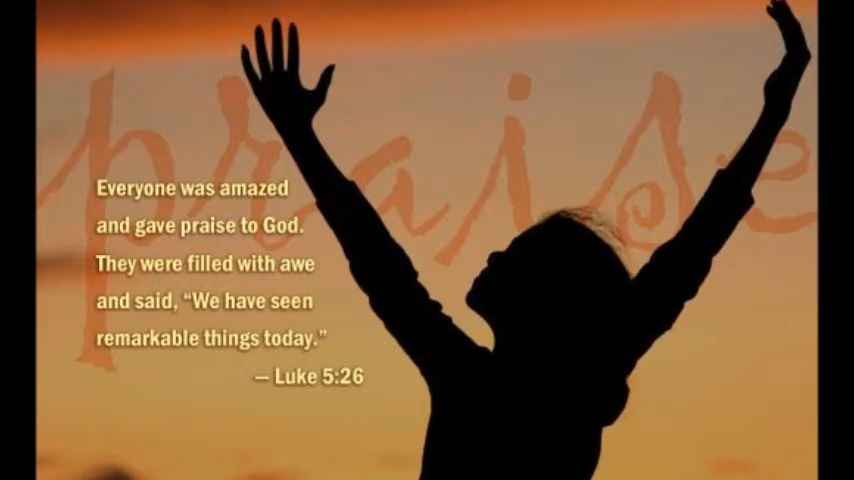 praise
Everyone was amazed
and gave praise to God.
They were filled with awe
and said, “We have seen
remarkable things today.”
— Luke 5:26